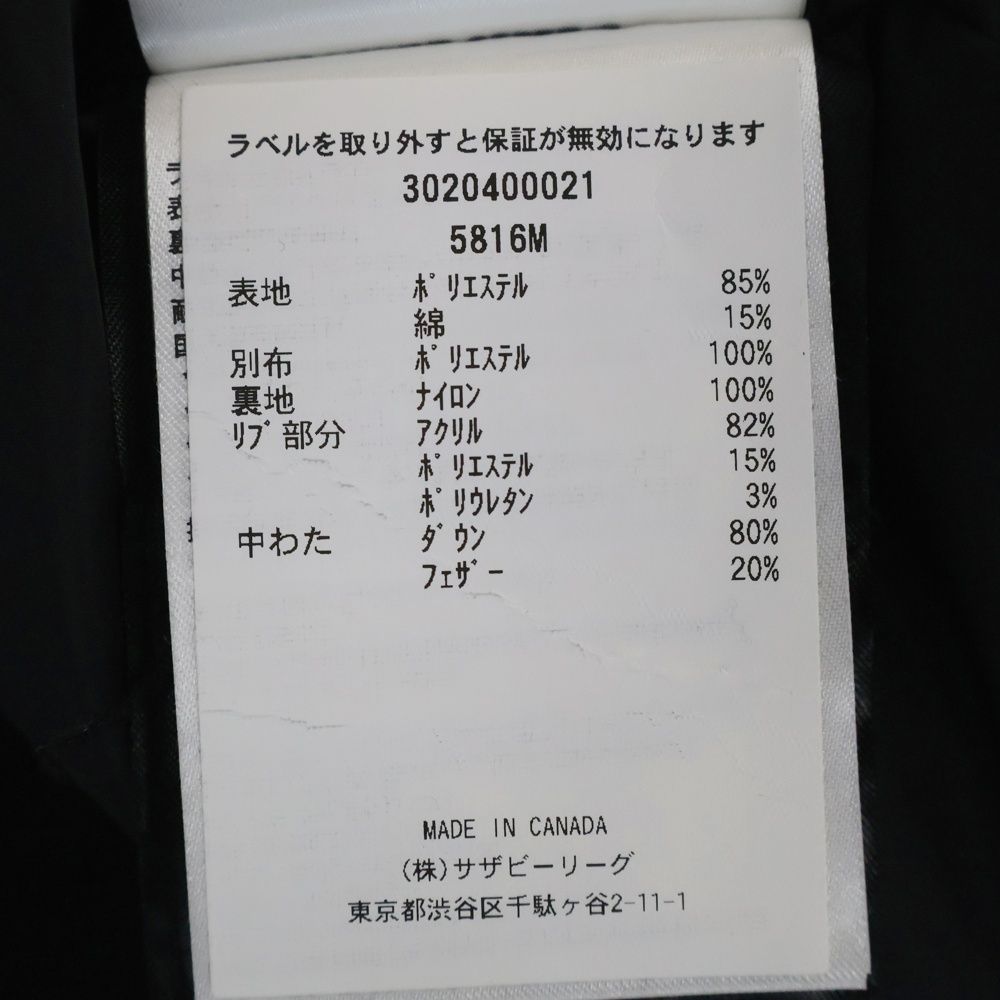 ラベルを取り外すと保証が無効になります
3020400021
5816M
表地 ﾎﾟﾘｴｽﾃﾙ 85%
綿 15%
別布 ﾎﾟﾘｴｽﾃﾙ 100%
裏地 ﾅｲﾛﾝ 100%
ﾘﾌﾞ部分 ｱｸﾘﾙ 82%
ﾎﾟﾘｴｽﾃﾙ 15%
ﾎﾟﾘｳﾚﾀﾝ 3%
中わた ﾀﾞｳﾝ 80%
ﾌｪｻﾞｰ 20%
MADE IN CANADA
(株)サザビーリーグ
東京都渋谷区千駄ヶ谷2-11-1